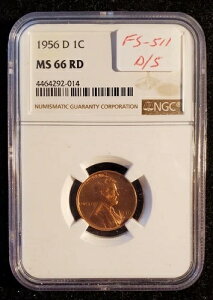 1956 D 1C
MS 66 RD
4464292-014
NUMISMATIC GUARANTY CORPORATION
NGC
FS-511
D/S